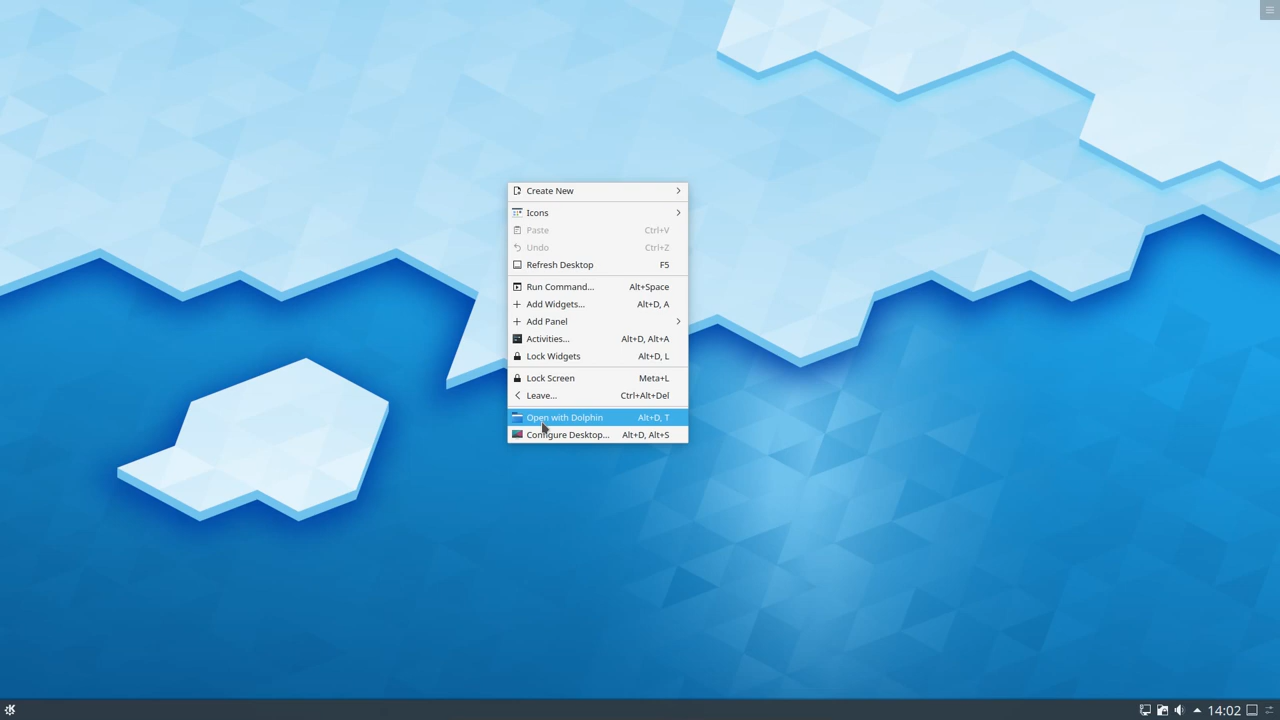 Create New
Icons
Paste Ctrl+V
Undo Ctrl+Z
Refresh Desktop F5
Run Command... Alt+Space
Add Widgets... Alt+D, A
Add Panel
Activities... Alt+D, Alt+A
Lock Widgets Alt+D, L
Lock Screen Meta+L
Leave... Ctrl+Alt+Del
Open with Dolphin Alt+D, T
Configure Desktop... Alt+D, Alt+S
14:02